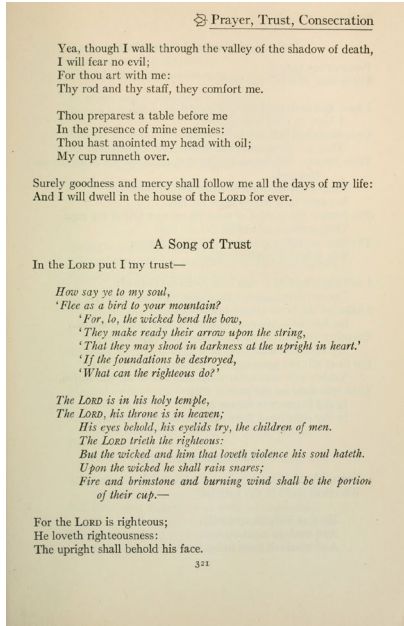 Prayer, Trust, Consecration
Yea, though I walk through the valley of the shadow of death,
I will fear no evil;
For thou art with me:
Thy rod and thy staff, they comfort me.
Thou preparest a table before me
In the presence of mine enemies:
Thou hast anointed my head with oil;
My cup runneth over.
Surely goodness and mercy shall follow me all the days of my life:
And I will dwell in the house of the LORD for ever.
A Song of Trust
In the LORD put I my trust—
How say ye to my soul,
‘Flee as a bird to your mountain?
‘For, lo, the wicked bend the bow,
‘They make ready their arrow upon the string,
‘That they may shoot in darkness at the upright in heart.’
‘If the foundations be destroyed,
‘What can the righteous do?’
The LORD is in his holy temple,
The LORD, his throne is in heaven;
His eyes behold, his eyelids try, the children of men.
The LORD trieth the righteous:
But the wicked and him that loveth violence his soul hateth.
Upon the wicked he shall rain snares;
Fire and brimstone and burning wind shall be the portion
of their cup.—
For the LORD is righteous;
He loveth righteousness:
The upright shall behold his face.
321